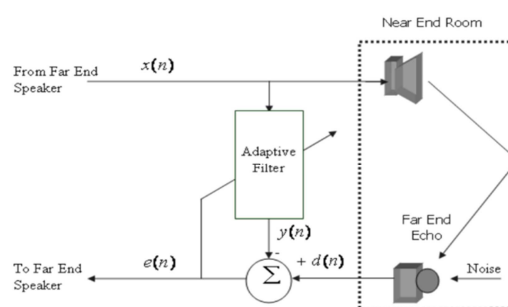 Near End Room
From Far End
Speaker
x(n)
Adaptive
Filter
y(n)
Far End
Echo
To Far End
Speaker
e(n)
-
Σ
+ d(n)
Noise